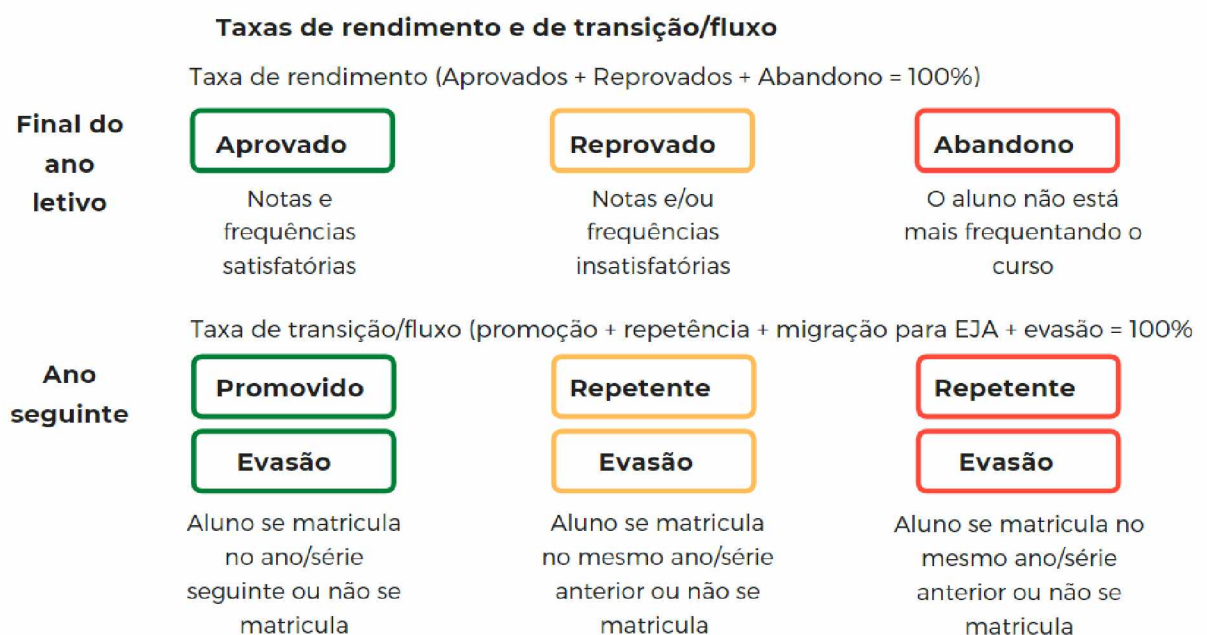 Taxas de rendimento e de transição/fluxo
Taxa de rendimento (Aprovados + Reprovados + Abandono = 100%)
Final do
ano
letivo
Aprovado
Notas e
frequências
satisfatórias
Reprovado
Notas e/ou
frequências
insatisfatórias
Abandono
O aluno não está
mais frequentando o
curso
Taxa de transição/fluxo (promoção + repetência + migração para EJA + evasão = 100%
Ano
seguinte
Promovido
Evasão
Aluno se matricula
no ano/série
seguinte ou não se
matricula
Repetente
Evasão
Aluno se matricula
no mesmo ano/série
anterior ou não se
matricula
Repetente
Evasão
Aluno se matricula no
mesmo ano/série
anterior ou não se
matricula